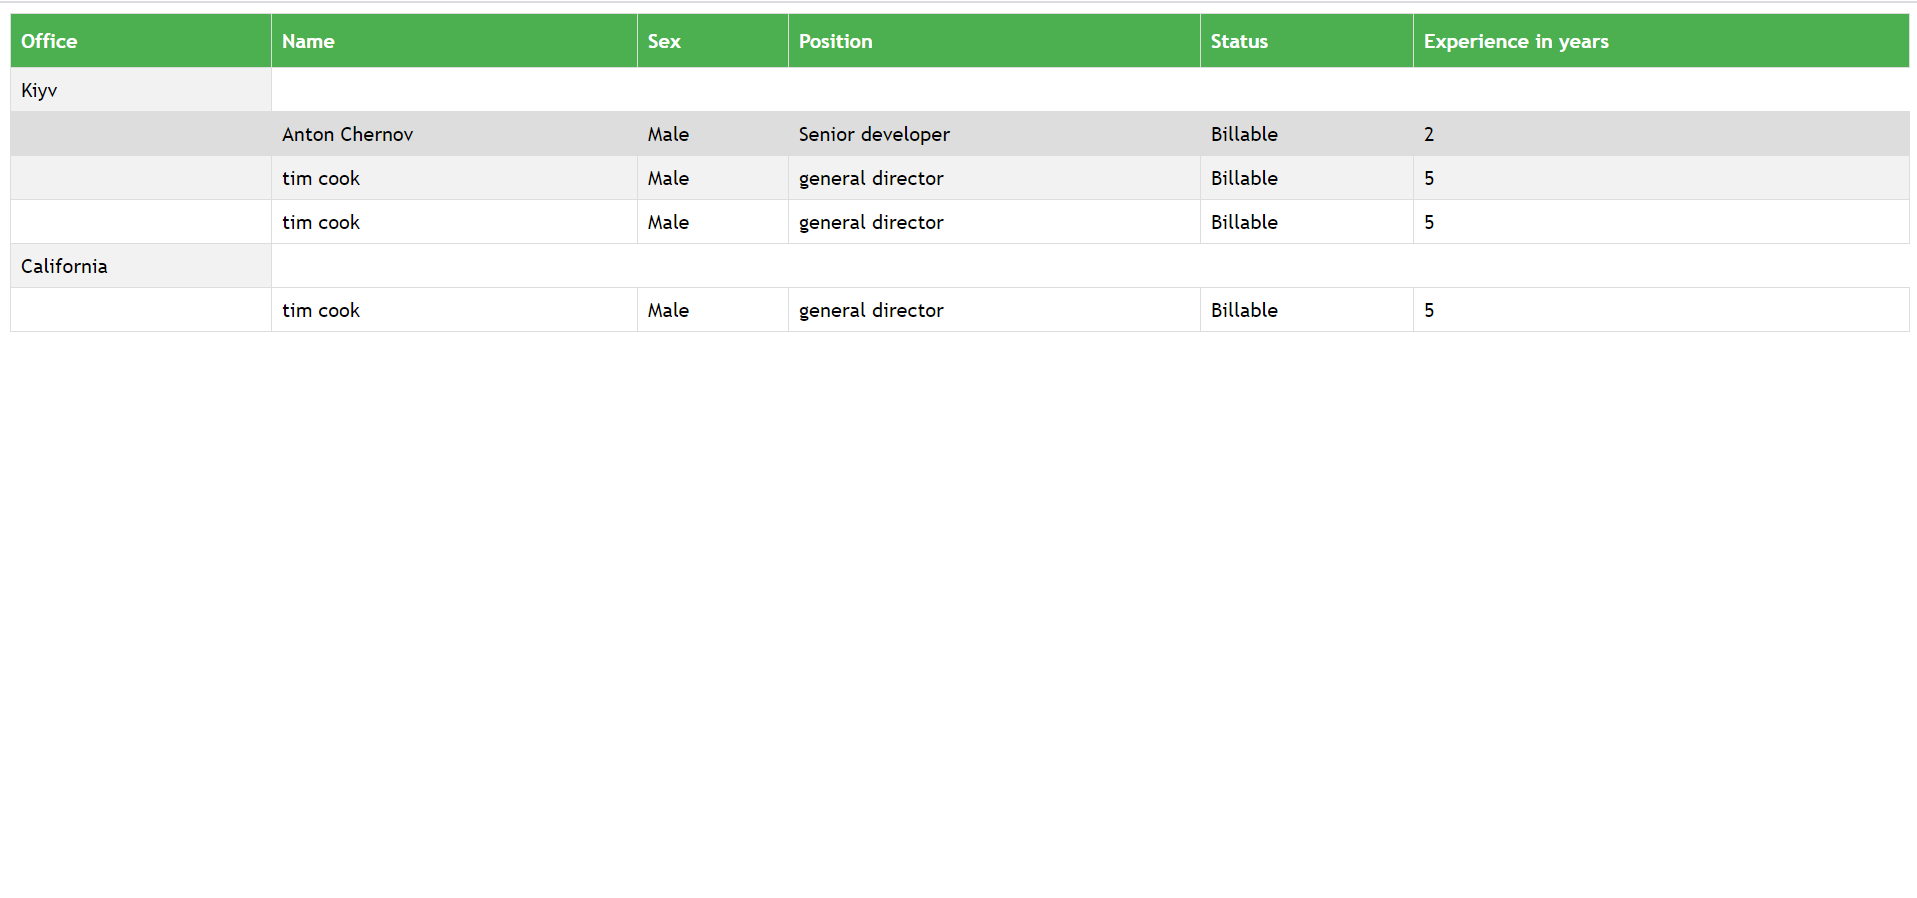 Office Name Sex Position Status Experience in years
Kiyv
Anton Chernov Male Senior developer Billable 2
tim cook Male general director Billable 5
tim cook Male general director Billable 5
California
tim cook Male general director Billable 5